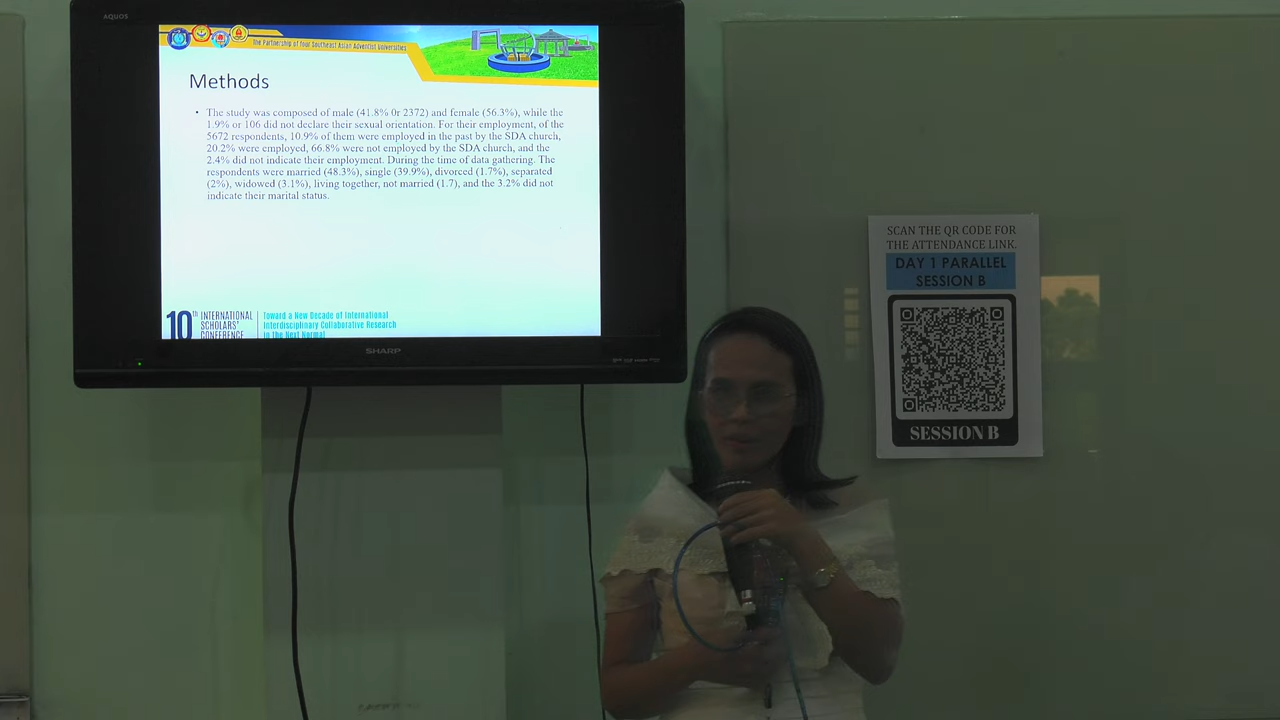 AQUOS
The Partnership of Four Southeast Asian Adventist Universities
Methods
• The study was composed of male (41.8% 0r 2372) and female (56.3%), while the
1.9% or 106 did not declare their sexual orientation. For their employment, of the
5672 respondents, 10.9% of them were employed in the past by the SDA church,
20.2% were employed, 66.8% were not employed by the SDA church, and the
2.4% did not indicate their employment. During the time of data gathering. The
respondents were married (48.3%), single (39.9%), divorced (1.7%), separated
(2%), widowed (3.1%), living together, not married (1.7), and the 3.2% did not
indicate their marital status.
10th INTERNATIONAL
SCHOLARS'
CONFERENCE
Toward a New Decade of International
Interdisciplinary Collaborative Research
in the Next Normal
SHARP
SCAN THE QR CODE FOR
THE ATTENDANCE LINK.
DAY 1 PARALLEL
SESSION B
SESSION B